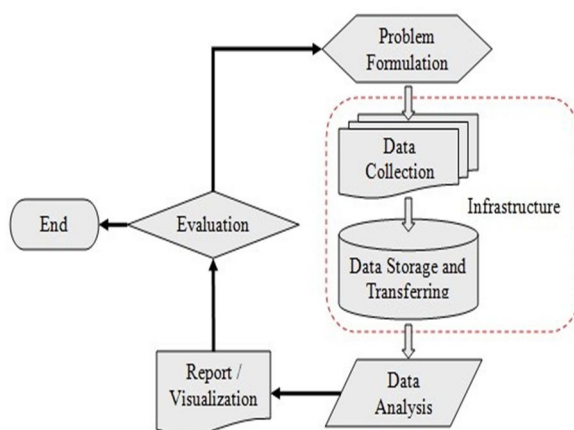 Problem
Formulation
Data
Collection
Infrastructure
End
Evaluation
Data Storage and
Transferring
Report /
Visualization
Data
Analysis